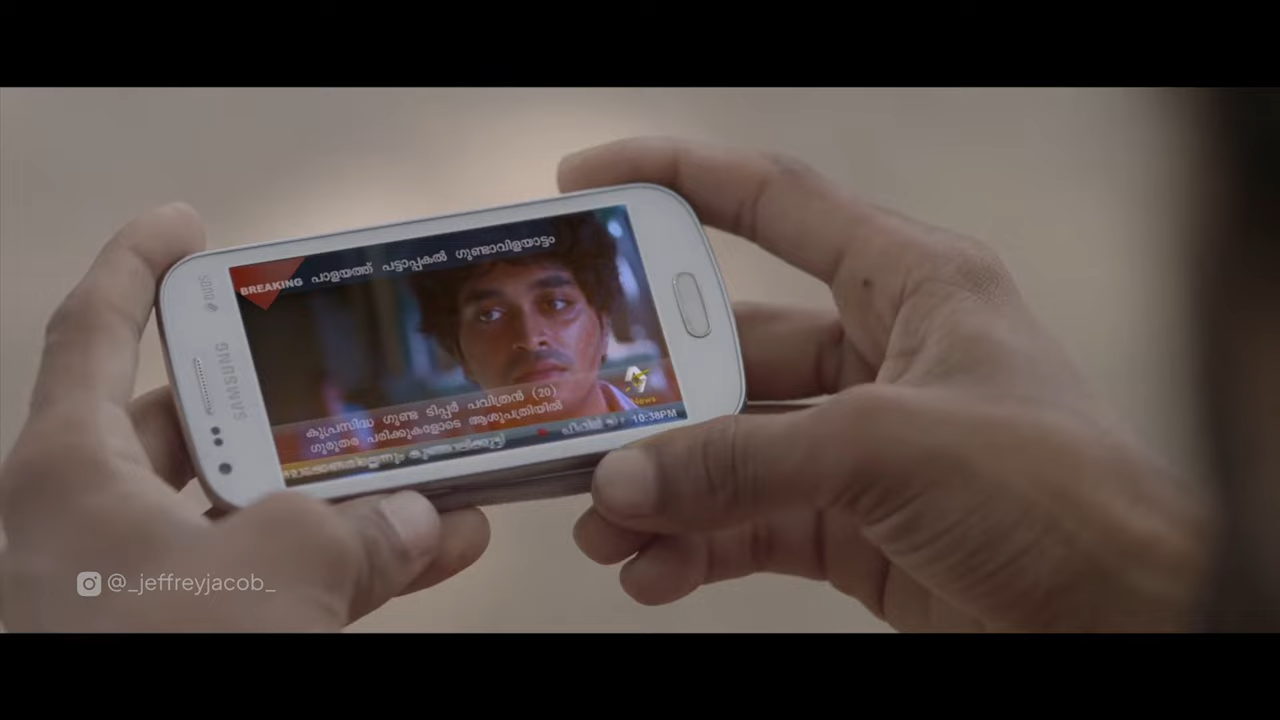 BREAKING പാളയത്ത് പട്ടാപ്പകൽ ഗുണ്ടാവിളയാട്ടം
DUOS
SAMSUNG
കുപ്രസിദ്ധ ഗുണ്ട ടിപ്പർ പവിത്രൻ (20)
ഗുരുതര പരിക്കുകളോടെ ആശുപത്രിയിൽ
News
10:38PM
@_jeffreyjacob_